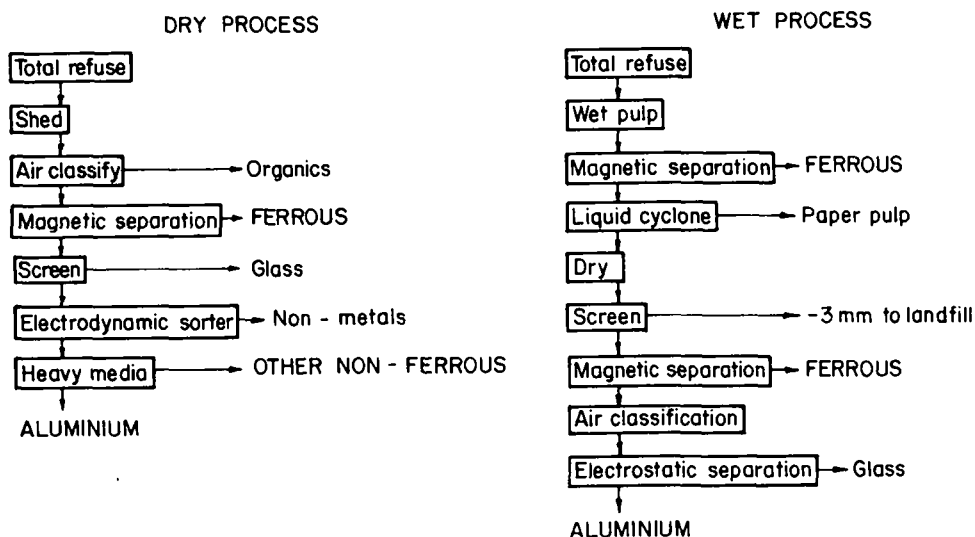 DRY PROCESS
Total refuse
Shed
Air classify
Organics
Magnetic separation
FERROUS
Screen
Glass
Electrodynamic sorter
Non - metals
Heavy media
OTHER NON - FERROUS
ALUMINIUM
WET PROCESS
Total refuse
Wet pulp
Magnetic separation
FERROUS
Liquid cyclone
Paper pulp
Dry
Screen
-3 mm to landfill
Magnetic separation
FERROUS
Air classification
Electrostatic separation
Glass
ALUMINIUM